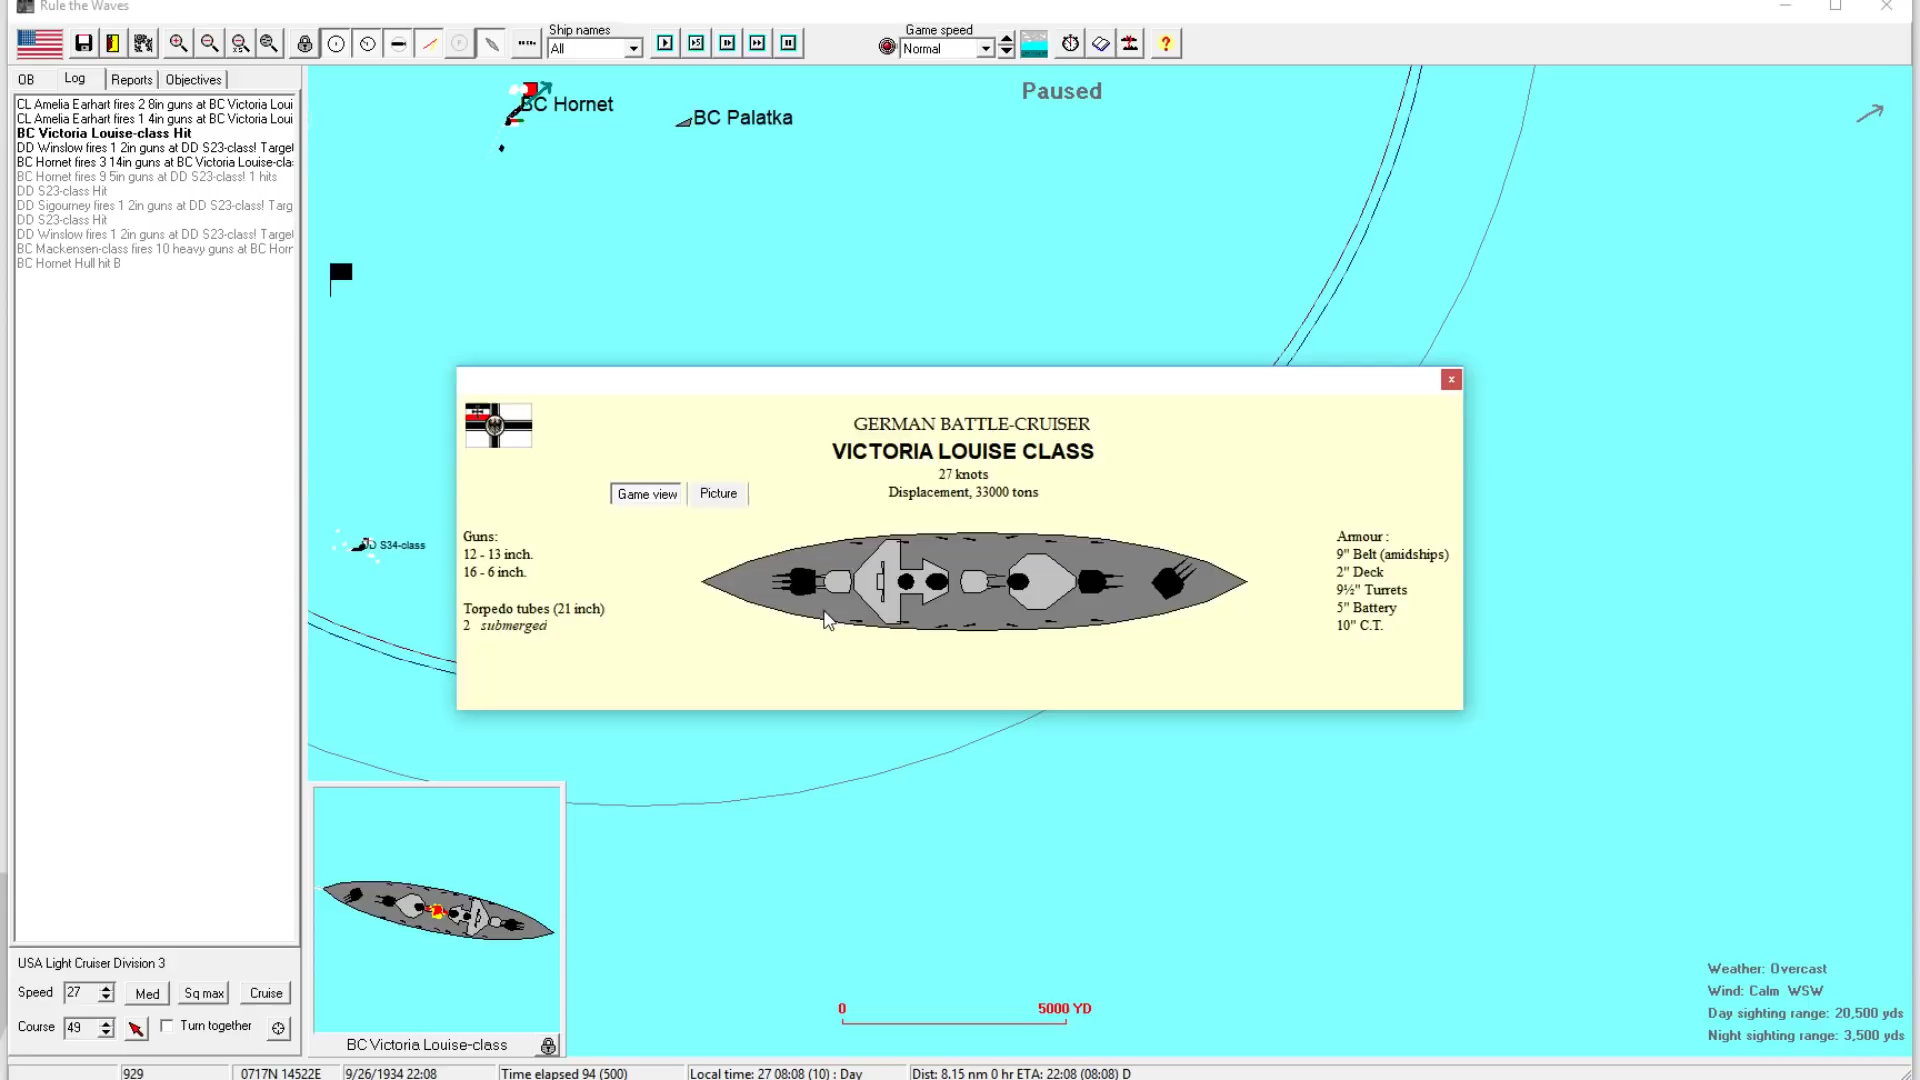 Rule the Waves
Ship names
All
Game speed
Normal
OB
Log
Reports
Objectives
CL Amelia Earhart fires 2 8in guns at BC Victoria Loui
CL Amelia Earhart fires 1 4in guns at BC Victoria Loui
BC Victoria Louise-class Hit
DD Winslow fires 1 2in guns at DD S23-class! Target
BC Hornet fires 3 14in guns at BC Victoria Louise-cla
BC Hornet fires 9 5in guns at DD S23-class! 1 hits
DD S23-class Hit
DD Sigourney fires 1 2in guns at DD S23-class! Targ
DD S23-class Hit
DD Winslow fires 1 2in guns at DD S23-class! Target
BC Mackensen-class fires 10 heavy guns at BC Horr
BC Hornet Hull hit B
BC Hornet
BC Palatka
Paused
DD S34-class
GERMAN BATTLE-CRUISER
VICTORIA LOUISE CLASS
27 knots
Displacement, 33000 tons
Game view
Picture
Guns:
12 - 13 inch.
16 - 6 inch.
Torpedo tubes (21 inch)
2 submerged
Armour :
9" Belt (amidships)
2" Deck
9½" Turrets
5" Battery
10" C.T.
USA Light Cruiser Division 3
Speed 27 Med Sq max Cruise
Course 49 Turn together
BC Victoria Louise-class
0 5000 YD
Weather: Overcast
Wind: Calm WSW
Day sighting range: 20,500 yds
Night sighting range: 3,500 yds
929
0717N 14522E
9/26/1934 22:08
Time elapsed 94 (500)
Local time: 27 08:08 (10) : Day
Dist: 8.15 nm 0 hr ETA: 22:08 (08:08) D